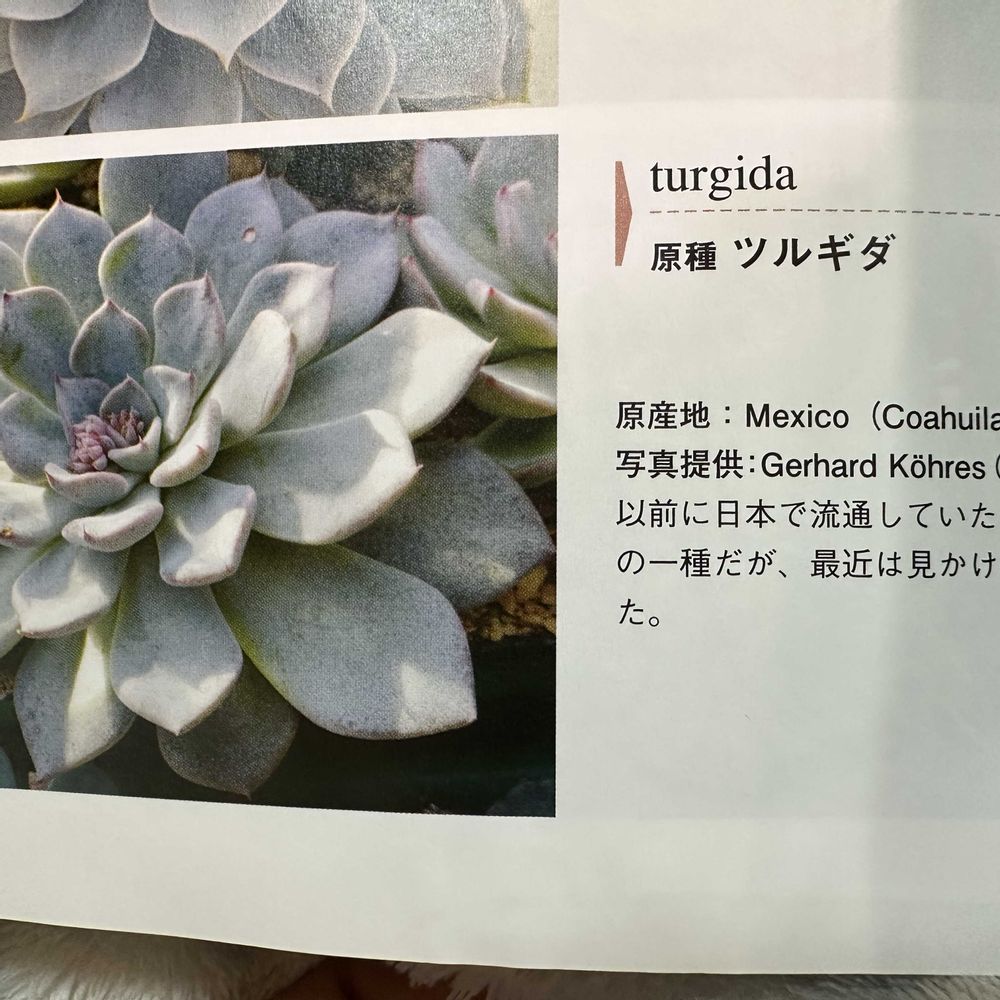 turgida
原種 ツルギダ
原産地：Mexico（Coahuila
写真提供：Gerhard Köhres（
以前に日本で流通していた
の一種だが、最近は見かけ
た。